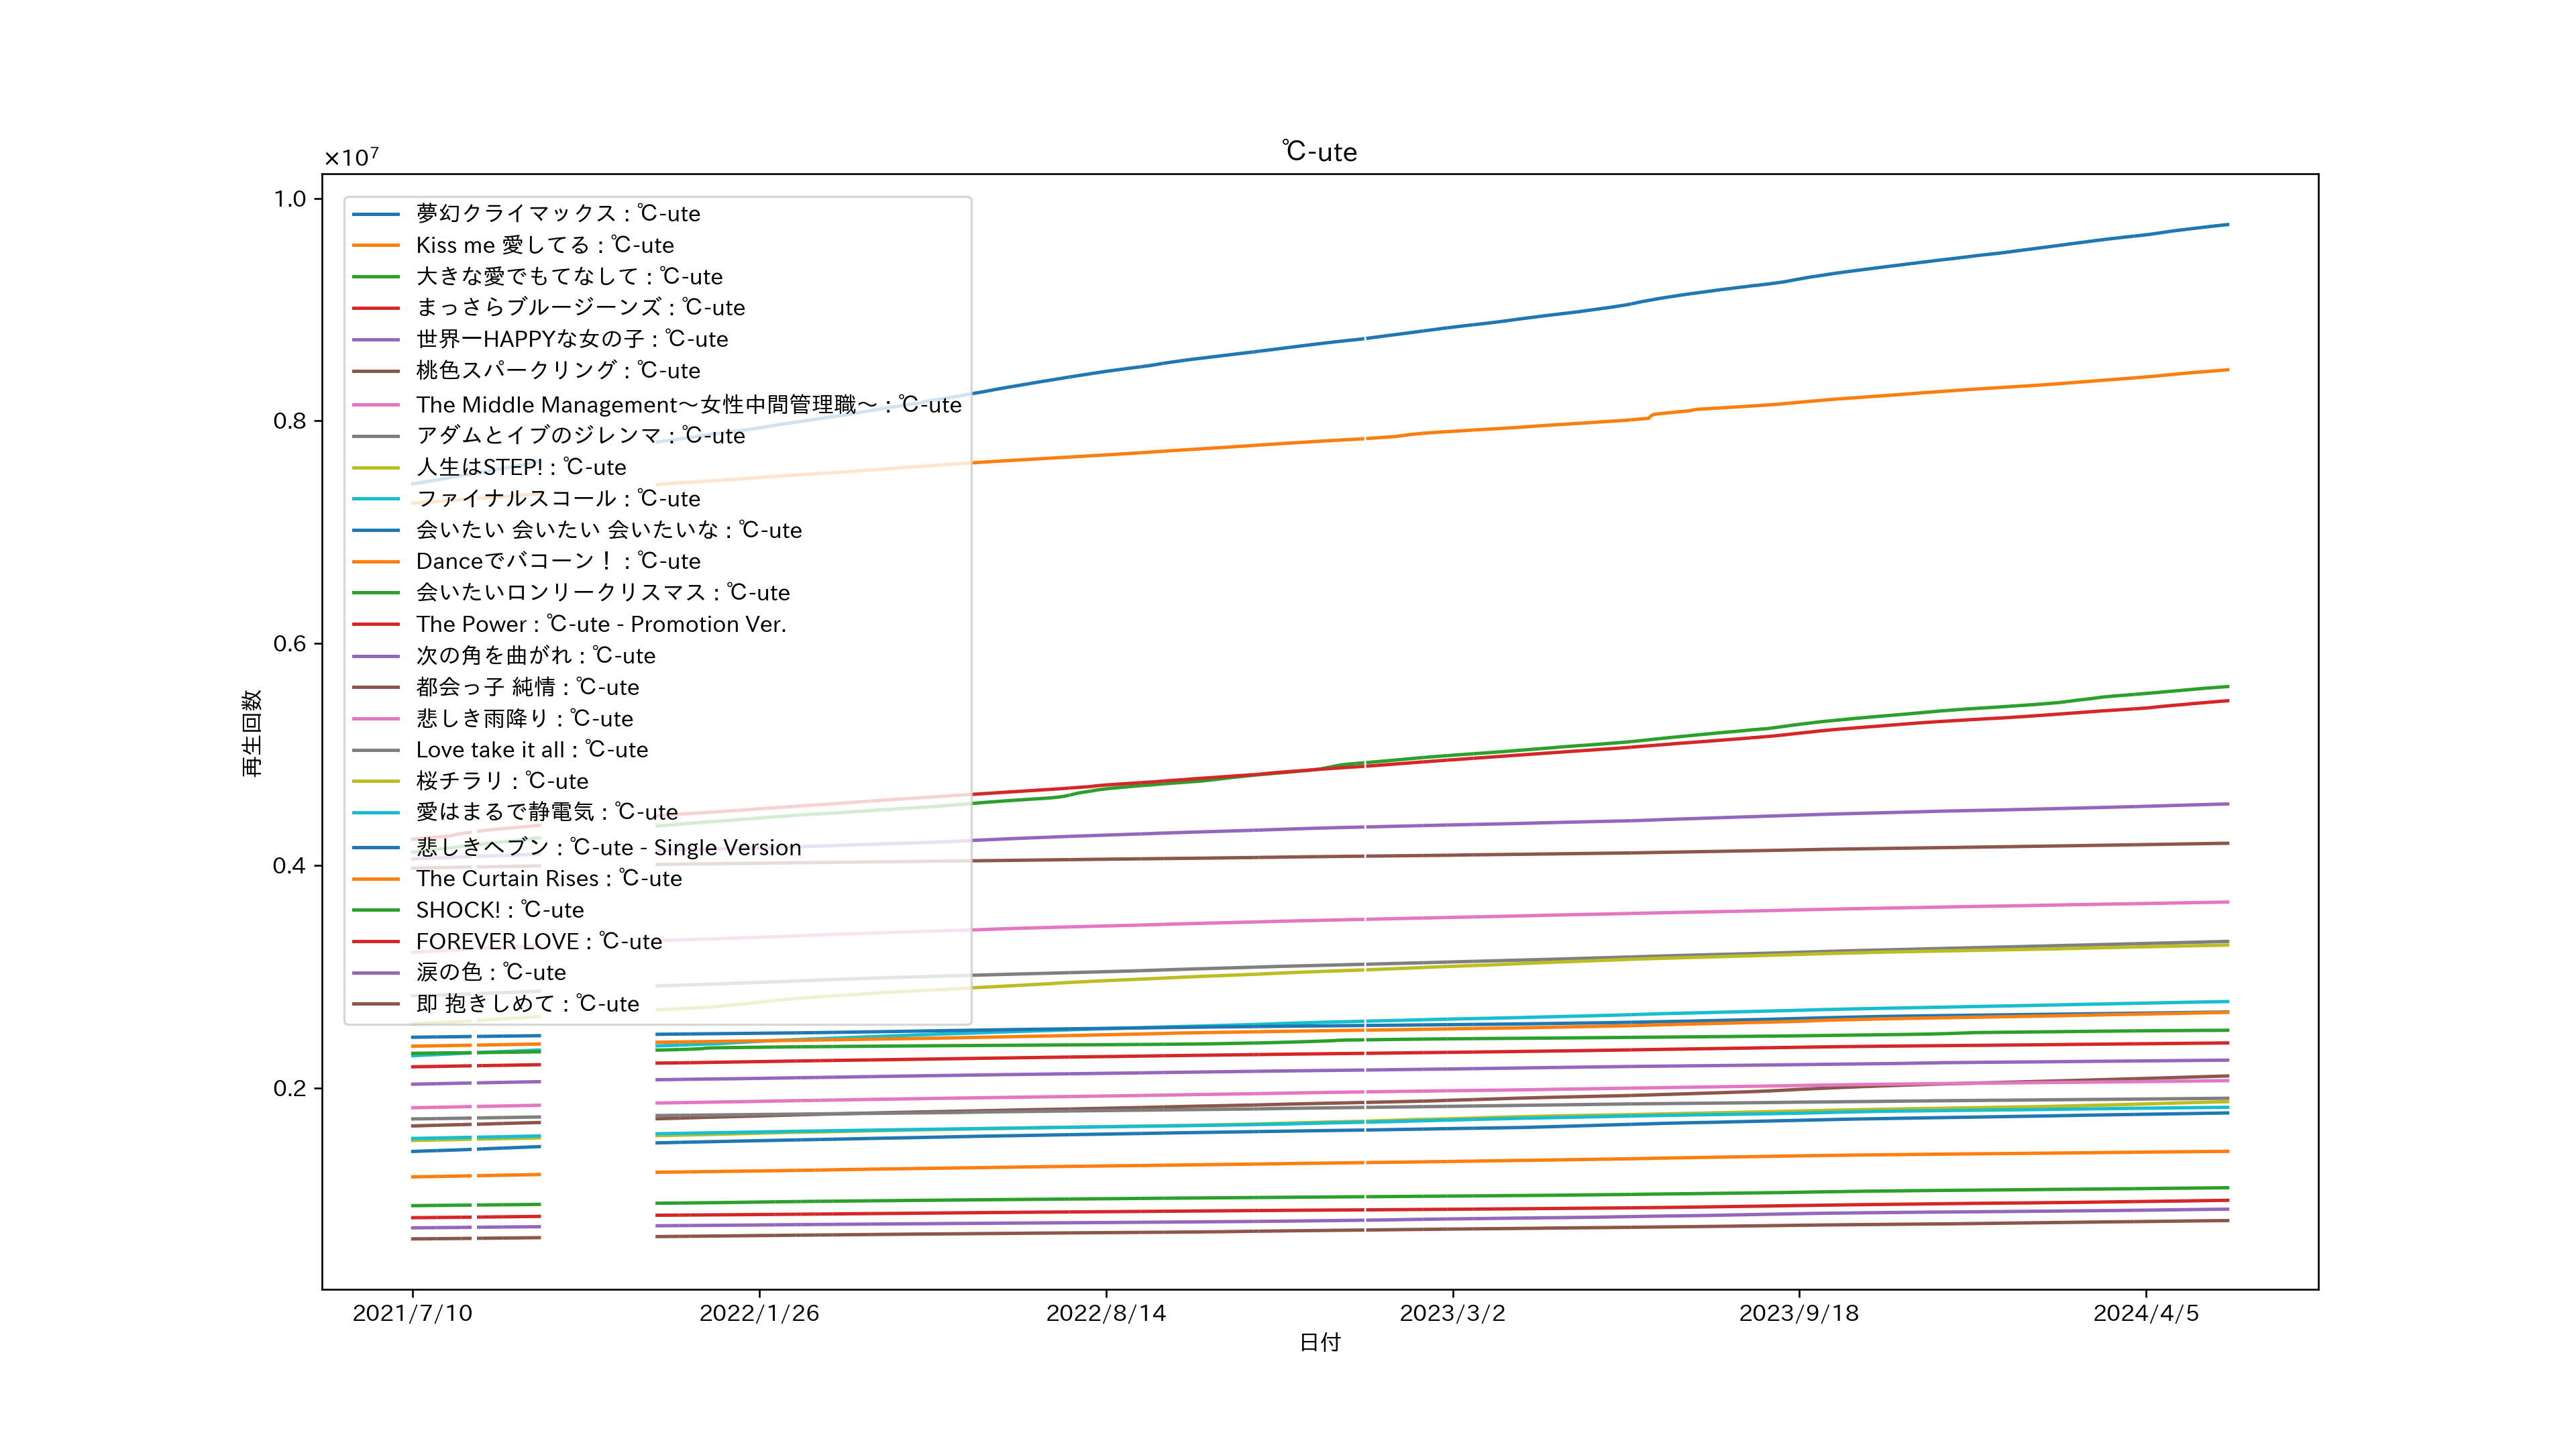 ℃-ute
×10⁷
1.0
0.8
0.6
0.4
0.2
再生回数
夢幻クライマックス : ℃-ute
Kiss me 愛してる : ℃-ute
大きな愛でもてなして : ℃-ute
まっさらブルージーンズ : ℃-ute
世界一HAPPYな女の子 : ℃-ute
桃色スパークリング : ℃-ute
The Middle Management〜女性中間管理職〜 : ℃-ute
アダムとイブのジレンマ : ℃-ute
人生はSTEP! : ℃-ute
ファイナルスコール : ℃-ute
会いたい 会いたい 会いたいな : ℃-ute
Danceでバコーン！ : ℃-ute
会いたいロンリークリスマス : ℃-ute
The Power : ℃-ute - Promotion Ver.
次の角を曲がれ : ℃-ute
都会っ子 純情 : ℃-ute
悲しき雨降り : ℃-ute
Love take it all : ℃-ute
桜チラリ : ℃-ute
愛はまるで静電気 : ℃-ute
悲しきヘブン : ℃-ute - Single Version
The Curtain Rises : ℃-ute
SHOCK! : ℃-ute
FOREVER LOVE : ℃-ute
涙の色 : ℃-ute
即 抱きしめて : ℃-ute
2021/7/10
2022/1/26
2022/8/14
2023/3/2
2023/9/18
2024/4/5
日付